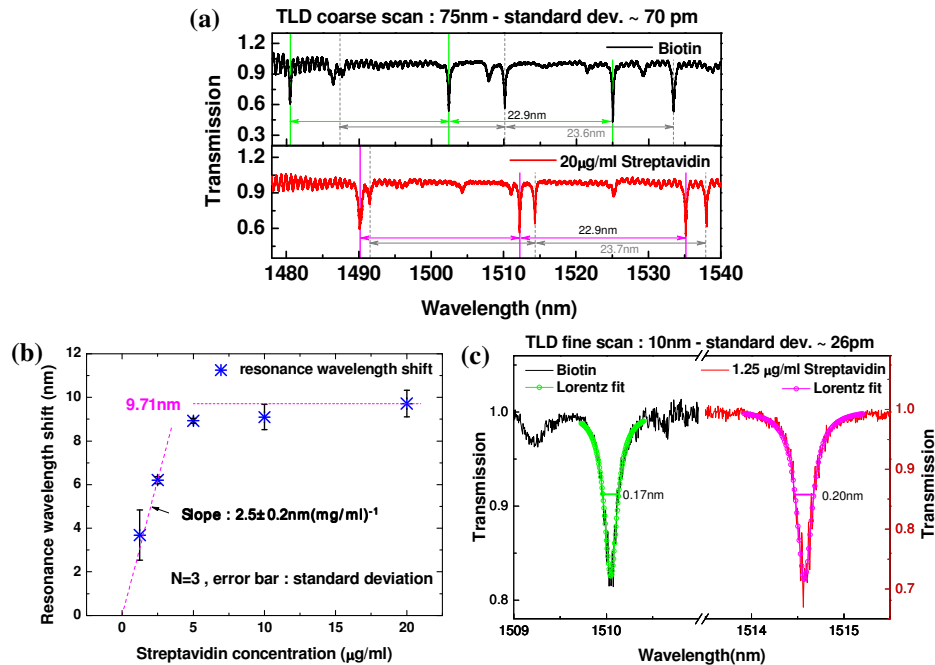 (a)
TLD coarse scan : 75nm - standard dev. ~ 70 pm
1.2
0.9
0.6
0.3
Biotin
22.9nm
23.6nm
Transmission
1.2
0.9
0.6
20μg/ml Streptavidin
22.9nm
23.7nm
1480 1490 1500 1510 1520 1530 1540
Wavelength (nm)
(b)
12
10
8
6
4
2
0
Resonance wavelength shift (nm)
resonance wavelength shift
9.71nm
Slope : 2.5±0.2nm(mg/ml)⁻¹
N=3 , error bar : standard deviation
0 5 10 15 20
Streptavidin concentration (μg/ml)
(c)
TLD fine scan : 10nm - standard dev. ~ 26pm
Biotin
Lorentz fit
1.25 μg/ml Streptavidin
Lorentz fit
1.0
0.9
0.8
Transmission
0.17nm
0.20nm
1.0
0.9
0.8
0.7
Transmission
1509 1510 1514 1515
Wavelength(nm)